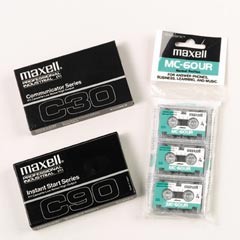 maxell
PROFESSIONAL
INDUSTRIAL
Communicator Series
C30
maxell
PROFESSIONAL
INDUSTRIAL
Instant Start Series
C90
maxell
MC-60UR
FOR ANSWER PHONES,
BUSINESS, LEARNING, AND MUSIC